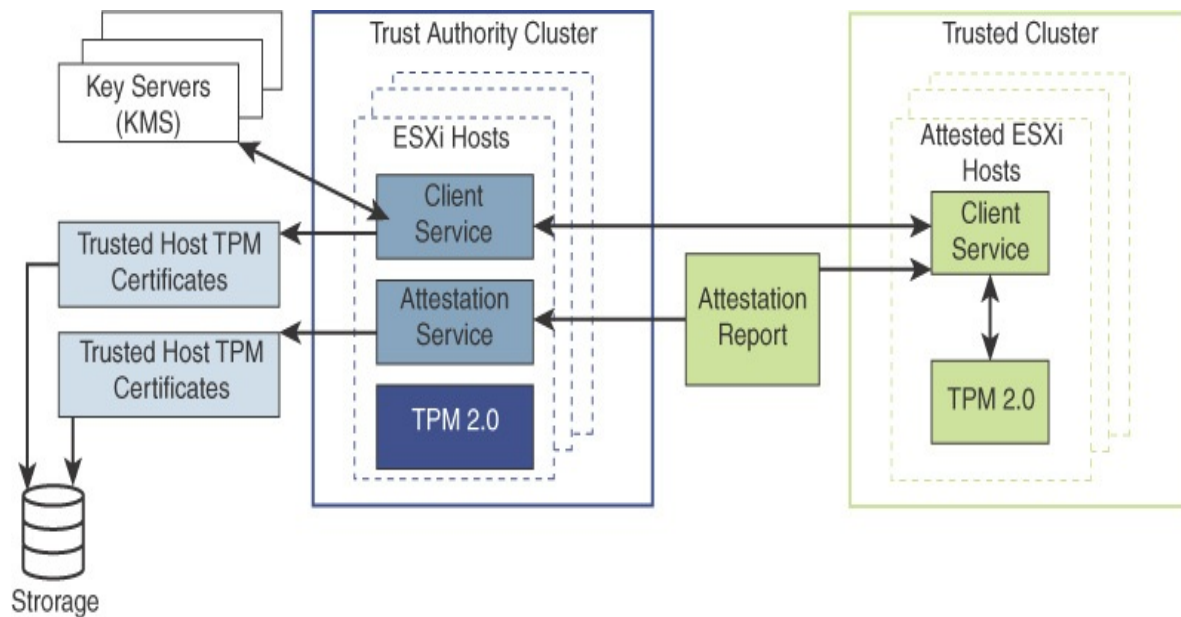 Key Servers
(KMS)
Trust Authority Cluster
ESXi Hosts
Client
Service
Attestation
Service
TPM 2.0
Trusted Host TPM
Certificates
Trusted Host TPM
Certificates
Strorage
Attestation
Report
Trusted Cluster
Attested ESXi
Hosts
Client
Service
TPM 2.0